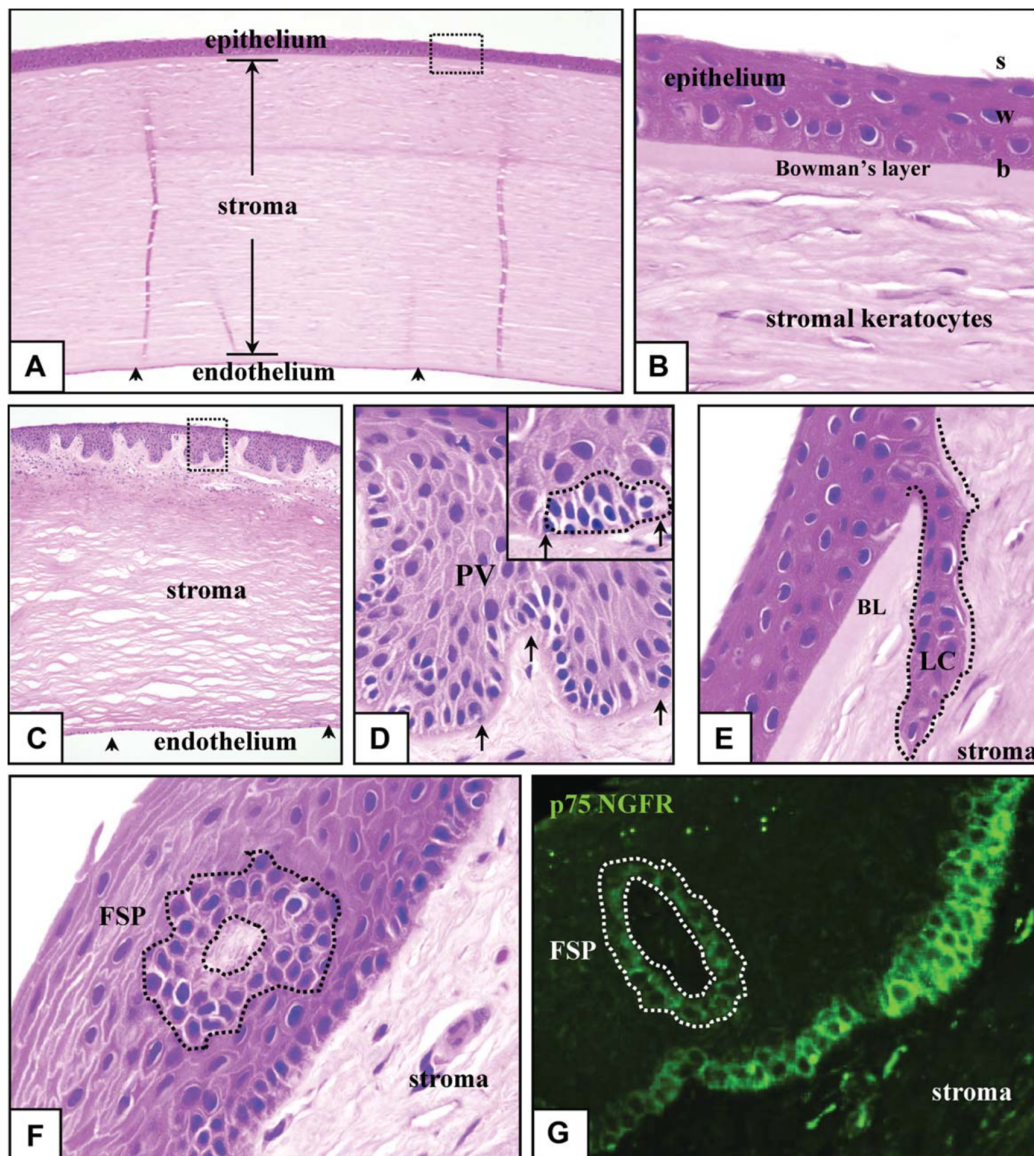 epithelium
stroma
endothelium
A
epithelium
s
w
b
Bowman's layer
stromal keratocytes
B
stroma
endothelium
C
PV
D
BL
LC
stroma
E
FSP
stroma
F
p75 NGFR
FSP
stroma
G